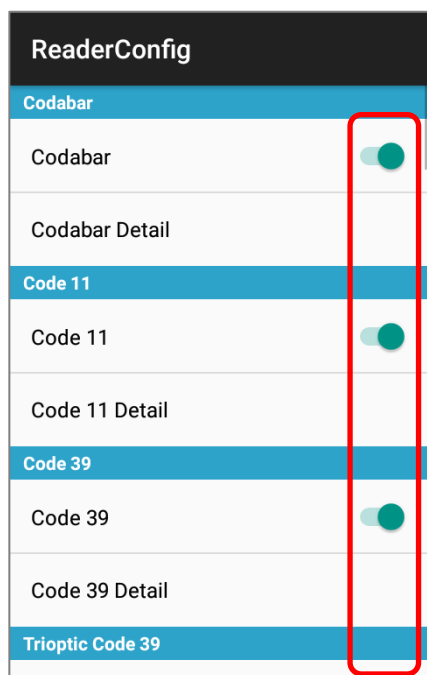 ReaderConfig
Codabar
Codabar
Codabar Detail
Code 11
Code 11
Code 11 Detail
Code 39
Code 39
Code 39 Detail
Trioptic Code 39